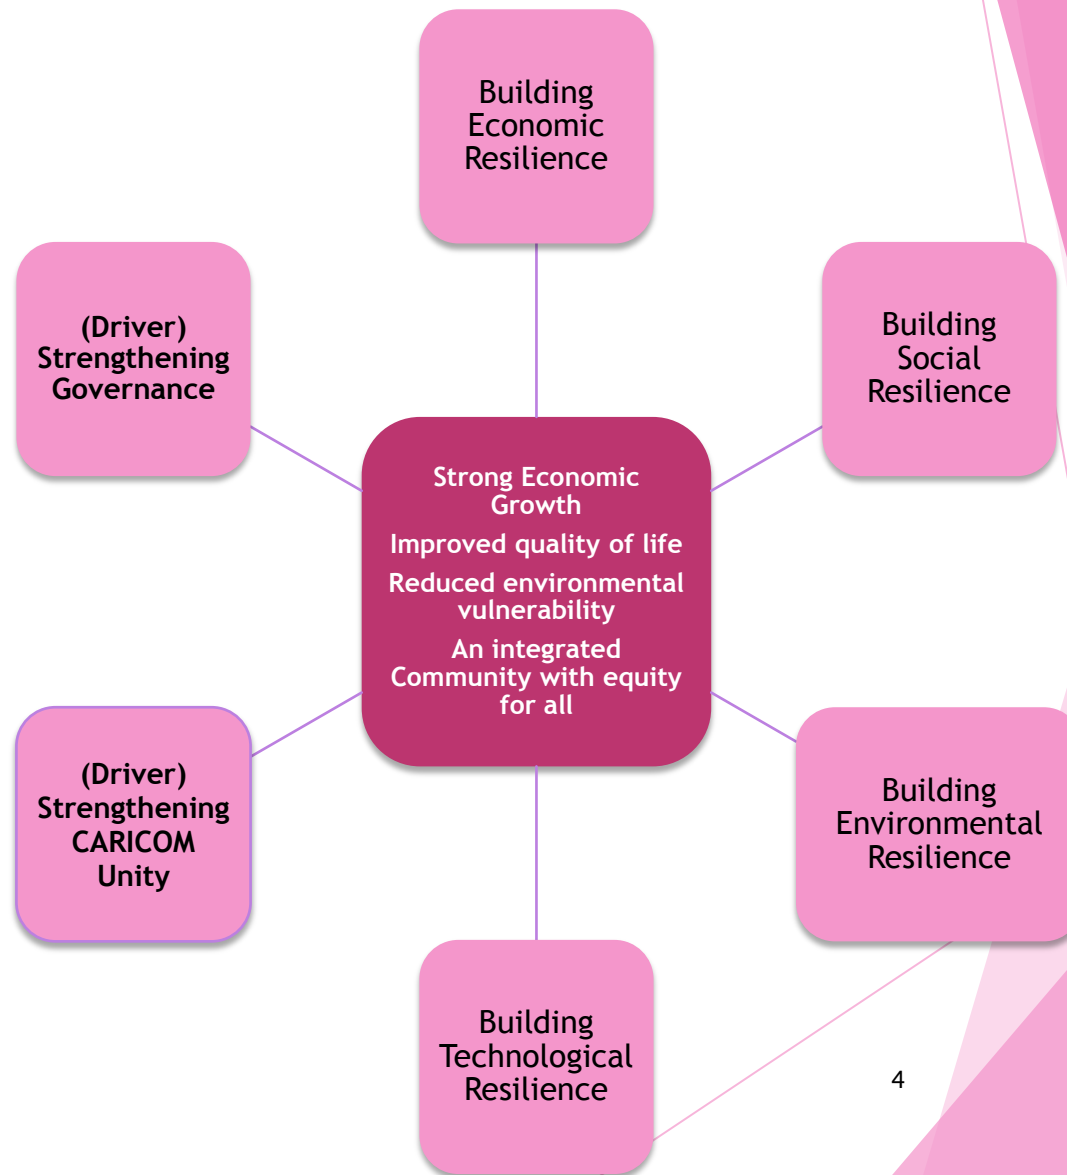 Building
Economic
Resilience
(Driver)
Strengthening
Governance
Building
Social
Resilience
Strong Economic
Growth
Improved quality of life
Reduced environmental
vulnerability
An integrated
Community with equity
for all
(Driver)
Strengthening
CARICOM
Unity
Building
Environmental
Resilience
Building
Technological
Resilience
4